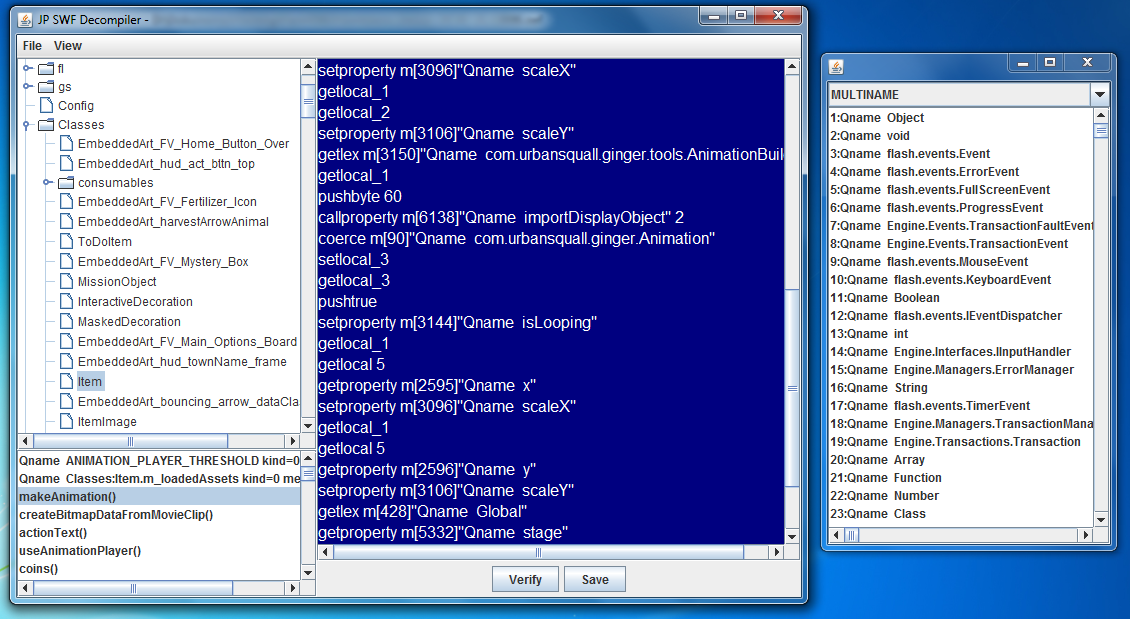 JP SWF Decompiler -
File View
fl
gs
Config
Classes
EmbeddedArt_FV_Home_Button_Over
EmbeddedArt_hud_act_bttn_top
consumables
EmbeddedArt_FV_Fertilizer_Icon
EmbeddedArt_harvestArrowAnimal
ToDoItem
EmbeddedArt_FV_Mystery_Box
MissionObject
InteractiveDecoration
MaskedDecoration
EmbeddedArt_FV_Main_Options_Board
EmbeddedArt_hud_townName_frame
Item
EmbeddedArt_bouncing_arrow_dataCla
ItemImage
Qname ANIMATION_PLAYER_THRESHOLD kind=0
Qname Classes:Item.m_loadedAssets kind=0 me
makeAnimation()
createBitmapDataFromMovieClip()
actionText()
useAnimationPlayer()
coins()
setproperty m[3096]"Qname scaleX"
getlocal_1
getlocal_2
setproperty m[3106]"Qname scaleY"
getlex m[3150]"Qname com.urbansquall.ginger.tools.AnimationBuil
getlocal_1
pushbyte 60
callproperty m[6138]"Qname importDisplayObject" 2
coerce m[90]"Qname com.urbansquall.ginger.Animation"
setlocal_3
getlocal_3
pushtrue
setproperty m[3144]"Qname isLooping"
getlocal_1
getlocal 5
getproperty m[2595]"Qname x"
setproperty m[3096]"Qname scaleX"
getlocal_1
getlocal 5
getproperty m[2596]"Qname y"
setproperty m[3106]"Qname scaleY"
getlex m[428]"Qname Global"
getproperty m[5332]"Qname stage"
Verify Save
MULTINAME
1:Qname Object
2:Qname void
3:Qname flash.events.Event
4:Qname flash.events.ErrorEvent
5:Qname flash.events.FullScreenEvent
6:Qname flash.events.ProgressEvent
7:Qname Engine.Events.TransactionFaultEvent
8:Qname Engine.Events.TransactionEvent
9:Qname flash.events.MouseEvent
10:Qname flash.events.KeyboardEvent
11:Qname Boolean
12:Qname flash.events.IEventDispatcher
13:Qname int
14:Qname Engine.Interfaces.IInputHandler
15:Qname Engine.Managers.ErrorManager
16:Qname String
17:Qname flash.events.TimerEvent
18:Qname Engine.Managers.TransactionMana
19:Qname Engine.Transactions.Transaction
20:Qname Array
21:Qname Function
22:Qname Number
23:Qname Class